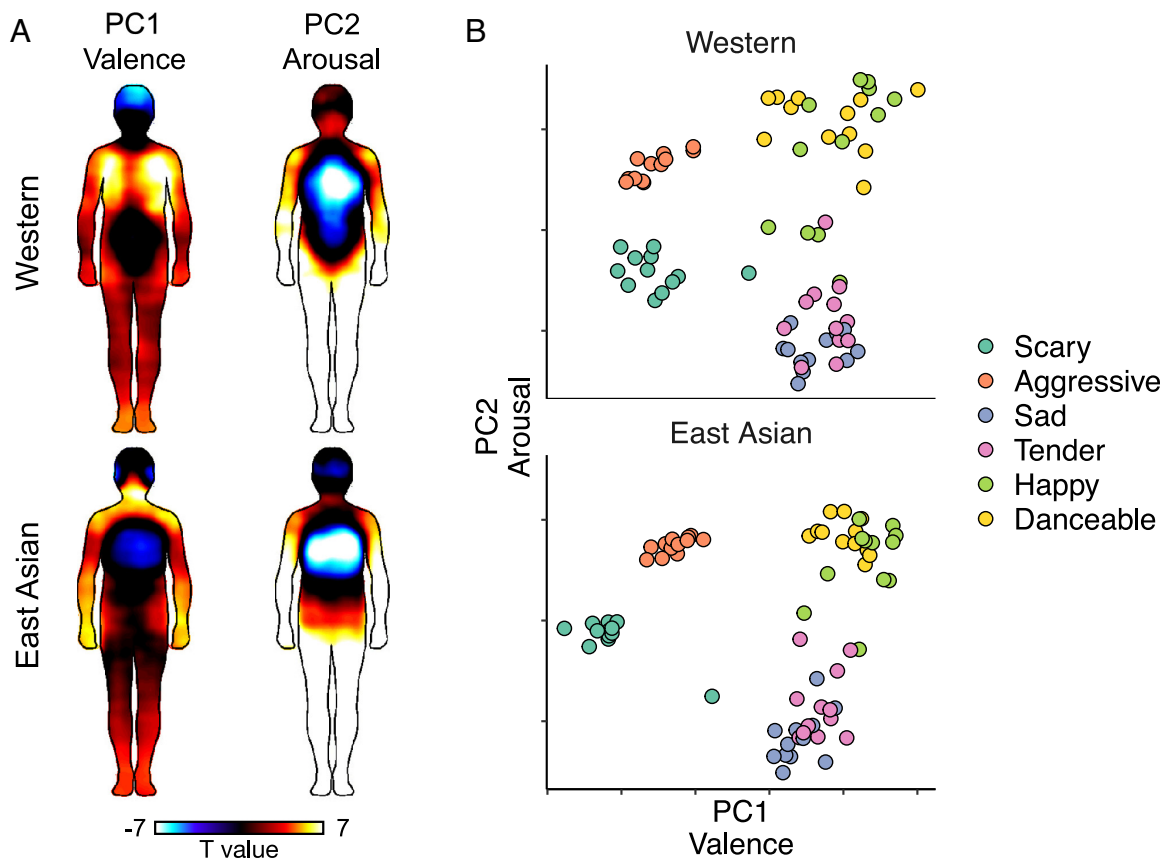 A
PC1
Valence
PC2
Arousal
Western
East Asian
-7
7
T value
B
Western
East Asian
PC2
Arousal
PC1
Valence
Scary
Aggressive
Sad
Tender
Happy
Danceable